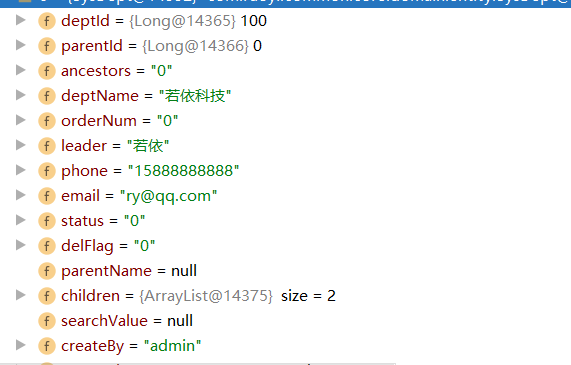 deptId = {Long@14365} 100
parentId = {Long@14366} 0
ancestors = "0"
deptName = "若依科技"
orderNum = "0"
leader = "若依"
phone = "15888888888"
email = "ry@qq.com"
status = "0"
delFlag = "0"
parentName = null
children = {ArrayList@14375} size = 2
searchValue = null
createBy = "admin"